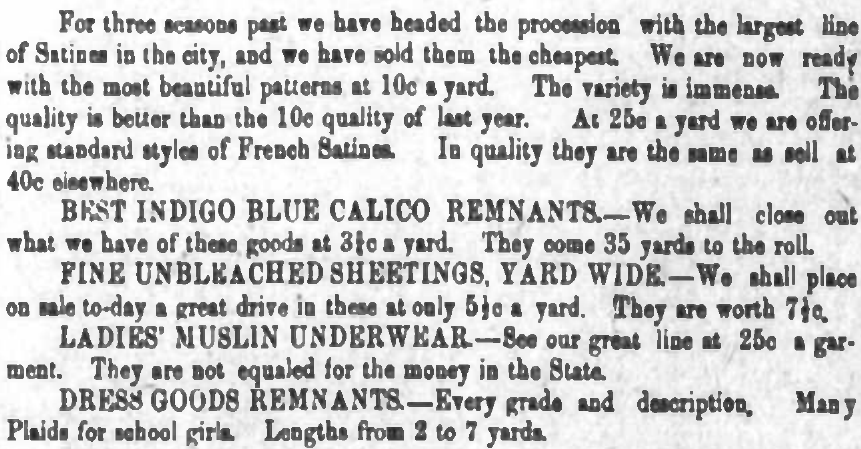 For three seasons past we have headed the procession with the largest line
of Satines in the city, and we have sold them the cheapest. We are now ready
with the most beautiful patterns at 10c a yard. The variety is immense. The
quality is better than the 10c quality of last year. At 25c a yard we are offer-
ing standard styles of French Satines. In quality they are the same as sell at
40c elsewhere.
BEST INDIGO BLUE CALICO REMNANTS.—We shall close out
what we have of these goods at 3½c a yard. They come 35 yards to the roll.
FINE UNBLEACHED SHEETINGS, YARD WIDE.—We shall place
on sale to-day a great drive in these at only 5½c a yard. They are worth 7½c.
LADIES' MUSLIN UNDERWEAR.—See our great line at 25c a gar-
ment. They are not equaled for the money in the State.
DRESS GOODS REMNANTS.—Every grade and description. Many
Plaids for school girls. Lengths from 2 to 7 yards.